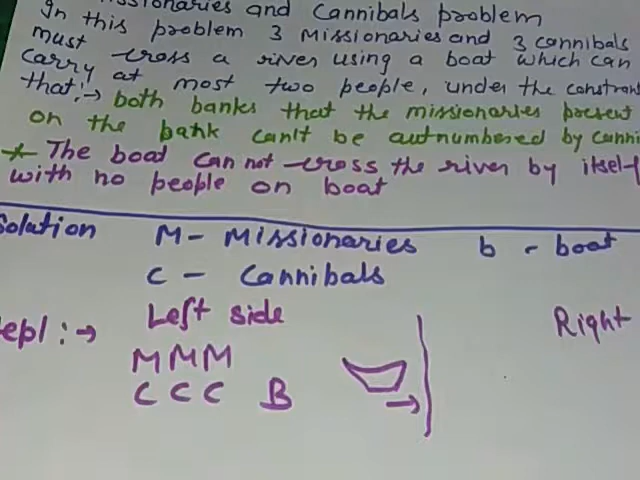 and Cannibals problem
In this problem 3 Missionaries and 3 cannibals
must cross a river using a boat which can
carry at most two people, under the
that:→ both banks that the missionaries present
on the bank can't be outnumbered by
* The boat can not cross the river by itself
with no people on boat
Solution M - Missionaries b - boat
C - Cannibals
Left side Right
MMM
CCC B